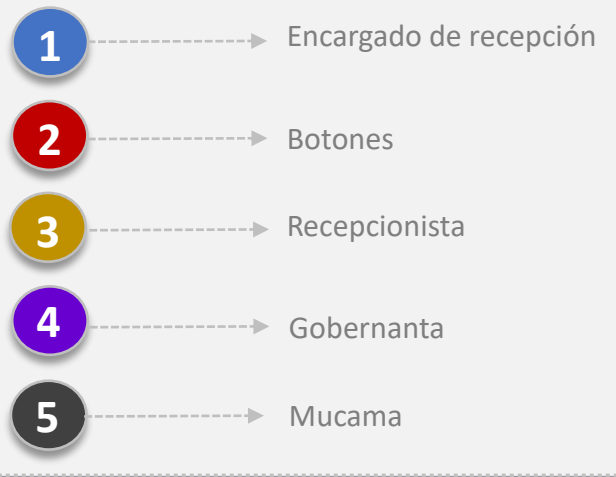 1 Encargado de recepción
2 Botones
3 Recepcionista
4 Gobernanta
5 Mucama